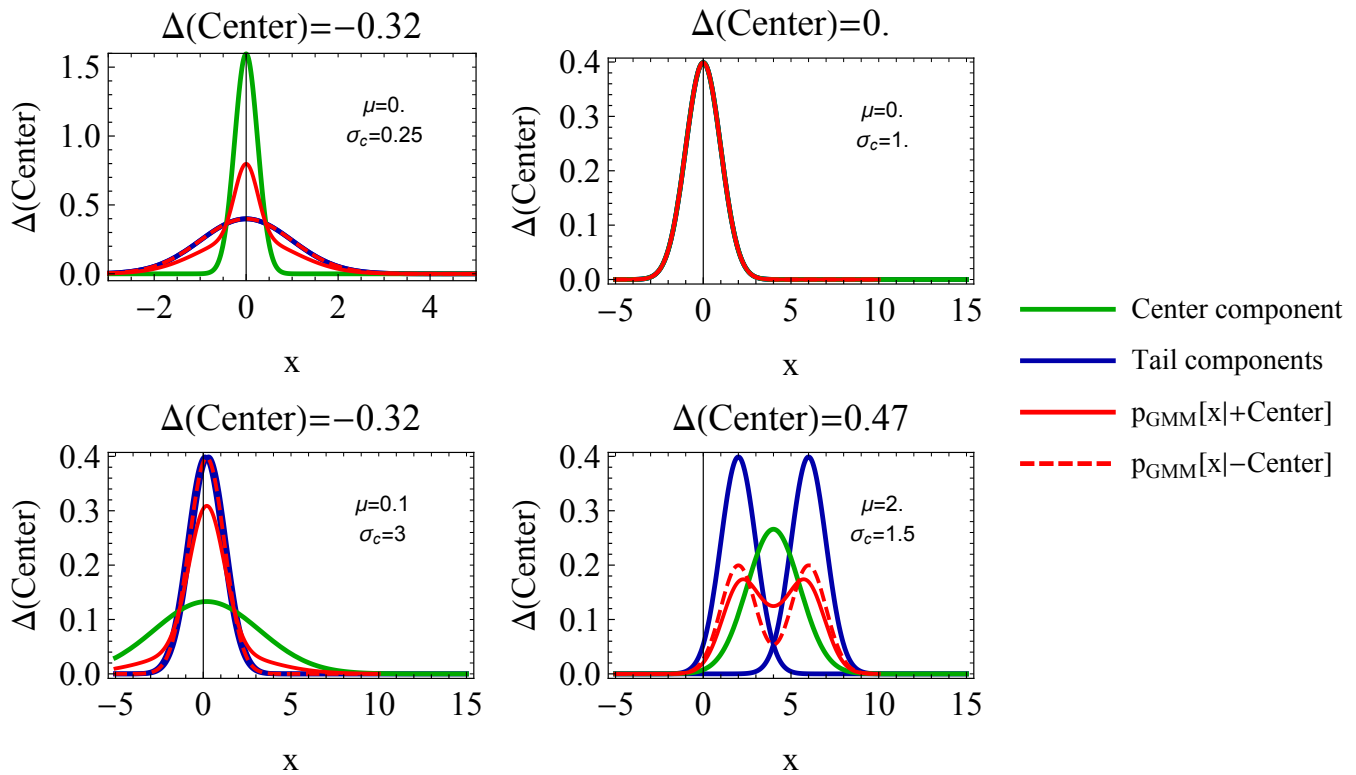 Δ(Center)=−0.32
Δ(Center)
1.5
1.0
0.5
0.0
μ=0.
σc=0.25
−2 0 2 4
x
Δ(Center)=0.
Δ(Center)
0.4
0.3
0.2
0.1
0.0
μ=0.
σc=1.
−5 0 5 10 15
x
Δ(Center)=−0.32
Δ(Center)
0.4
0.3
0.2
0.1
0.0
μ=0.1
σc=3
−5 0 5 10 15
x
Δ(Center)=0.47
Δ(Center)
0.4
0.3
0.2
0.1
0.0
μ=2.
σc=1.5
−5 0 5 10 15
x
Center component
Tail components
pGMM[x|+Center]
pGMM[x|−Center]